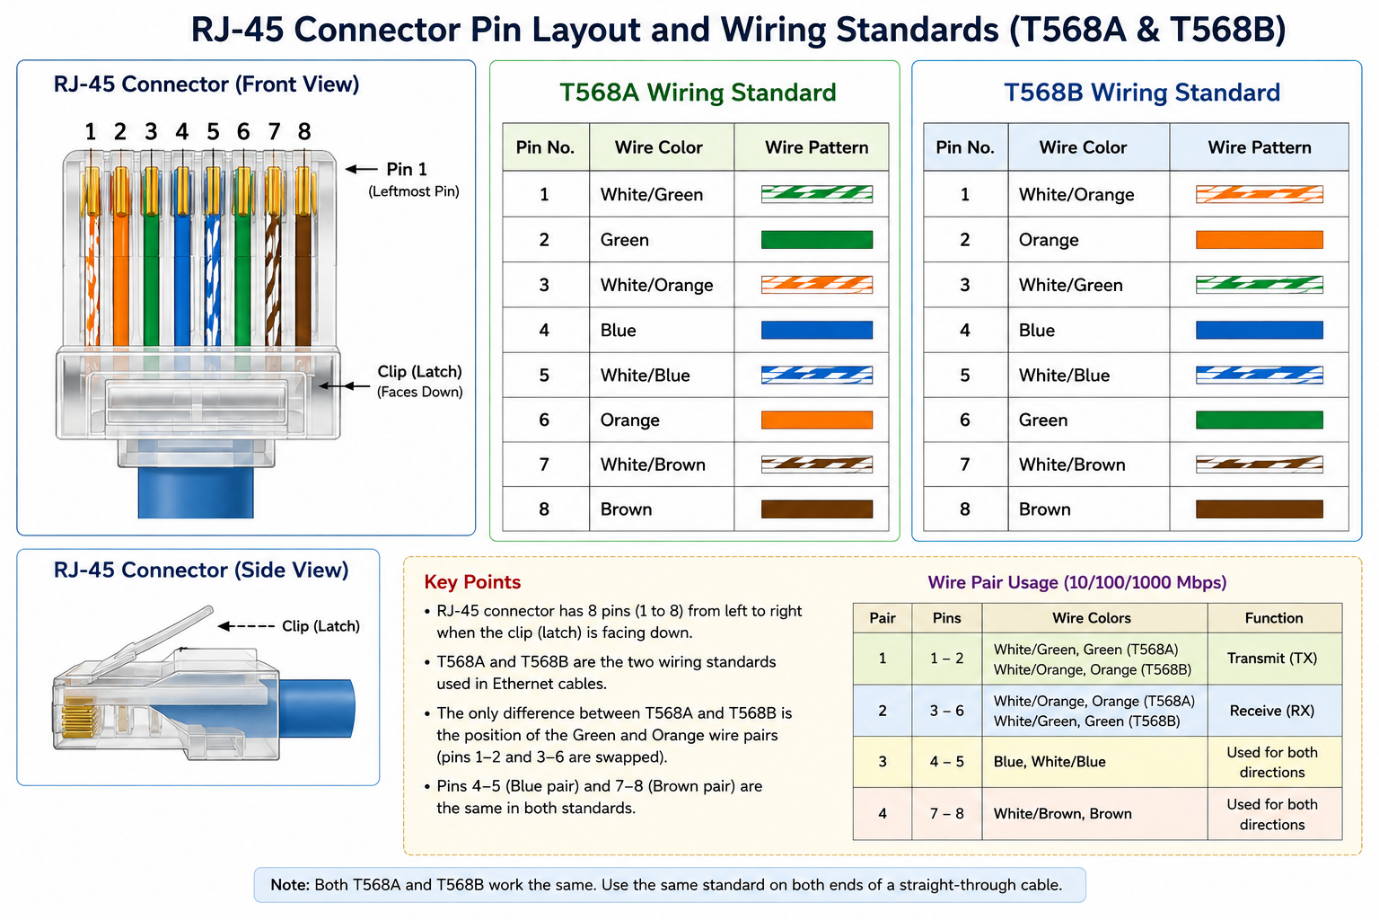 RJ-45 Connector Pin Layout and Wiring Standards (T568A & T568B)
RJ-45 Connector (Front View)
1 2 3 4 5 6 7 8
Pin 1
(Leftmost Pin)
Clip (Latch)
(Faces Down)
T568A Wiring Standard
Pin No. Wire Color Wire Pattern
1 White/Green
2 Green
3 White/Orange
4 Blue
5 White/Blue
6 Orange
7 White/Brown
8 Brown
T568B Wiring Standard
Pin No. Wire Color Wire Pattern
1 White/Orange
2 Orange
3 White/Green
4 Blue
5 White/Blue
6 Green
7 White/Brown
8 Brown
RJ-45 Connector (Side View)
Clip (Latch)
Key Points
• RJ-45 connector has 8 pins (1 to 8) from left to right
when the clip (latch) is facing down.
• T568A and T568B are the two wiring standards
used in Ethernet cables.
• The only difference between T568A and T568B is
the position of the Green and Orange wire pairs
(pins 1–2 and 3–6 are swapped).
• Pins 4–5 (Blue pair) and 7–8 (Brown pair) are
the same in both standards.
Wire Pair Usage (10/100/1000 Mbps)
Pair Pins Wire Colors Function
1 1 – 2 White/Green, Green (T568A) Transmit (TX)
White/Orange, Orange (T568B)
2 3 – 6 White/Orange, Orange (T568A) Receive (RX)
White/Green, Green (T568B)
3 4 – 5 Blue, White/Blue Used for both
directions
4 7 – 8 White/Brown, Brown Used for both
directions
Note: Both T568A and T568B work the same. Use the same standard on both ends of a straight-through cable.